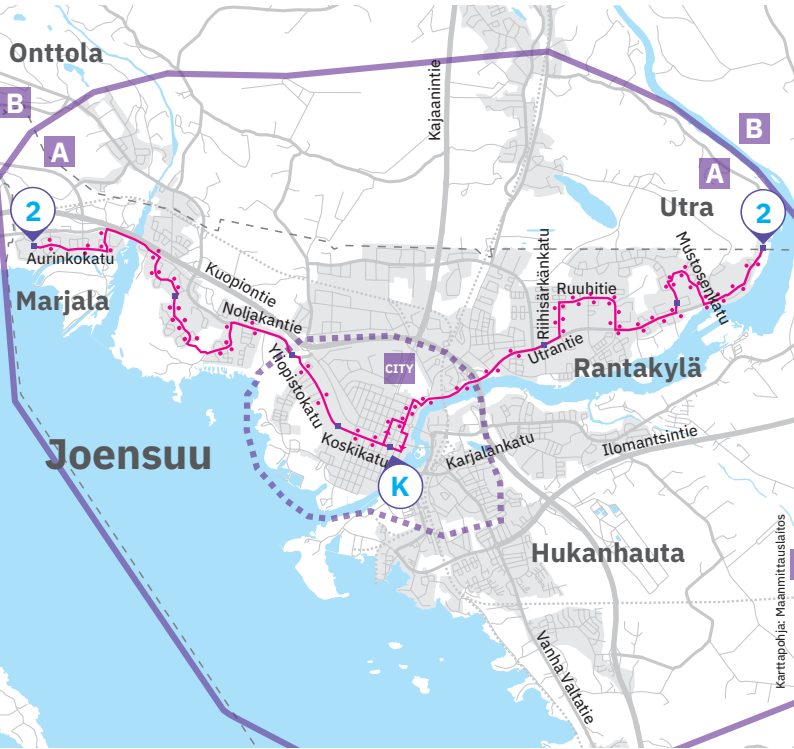 Onttola
B
A
Kajaanintie
B
A
Utra
2
2
Aurinkokatu
Marjala
Kuopiontie
Noljakantie
Mustosenkatu
Riihisärkänkatu
Ruuhitie
Utrantie
Rantakylä
CITY
Yliopistokatu
Koskikatu
Joensuu
Karjalankatu
Ilomantsintie
K
Hukanhauta
Vanha Valtatie
Karttapohja: Maanmittauslaitos